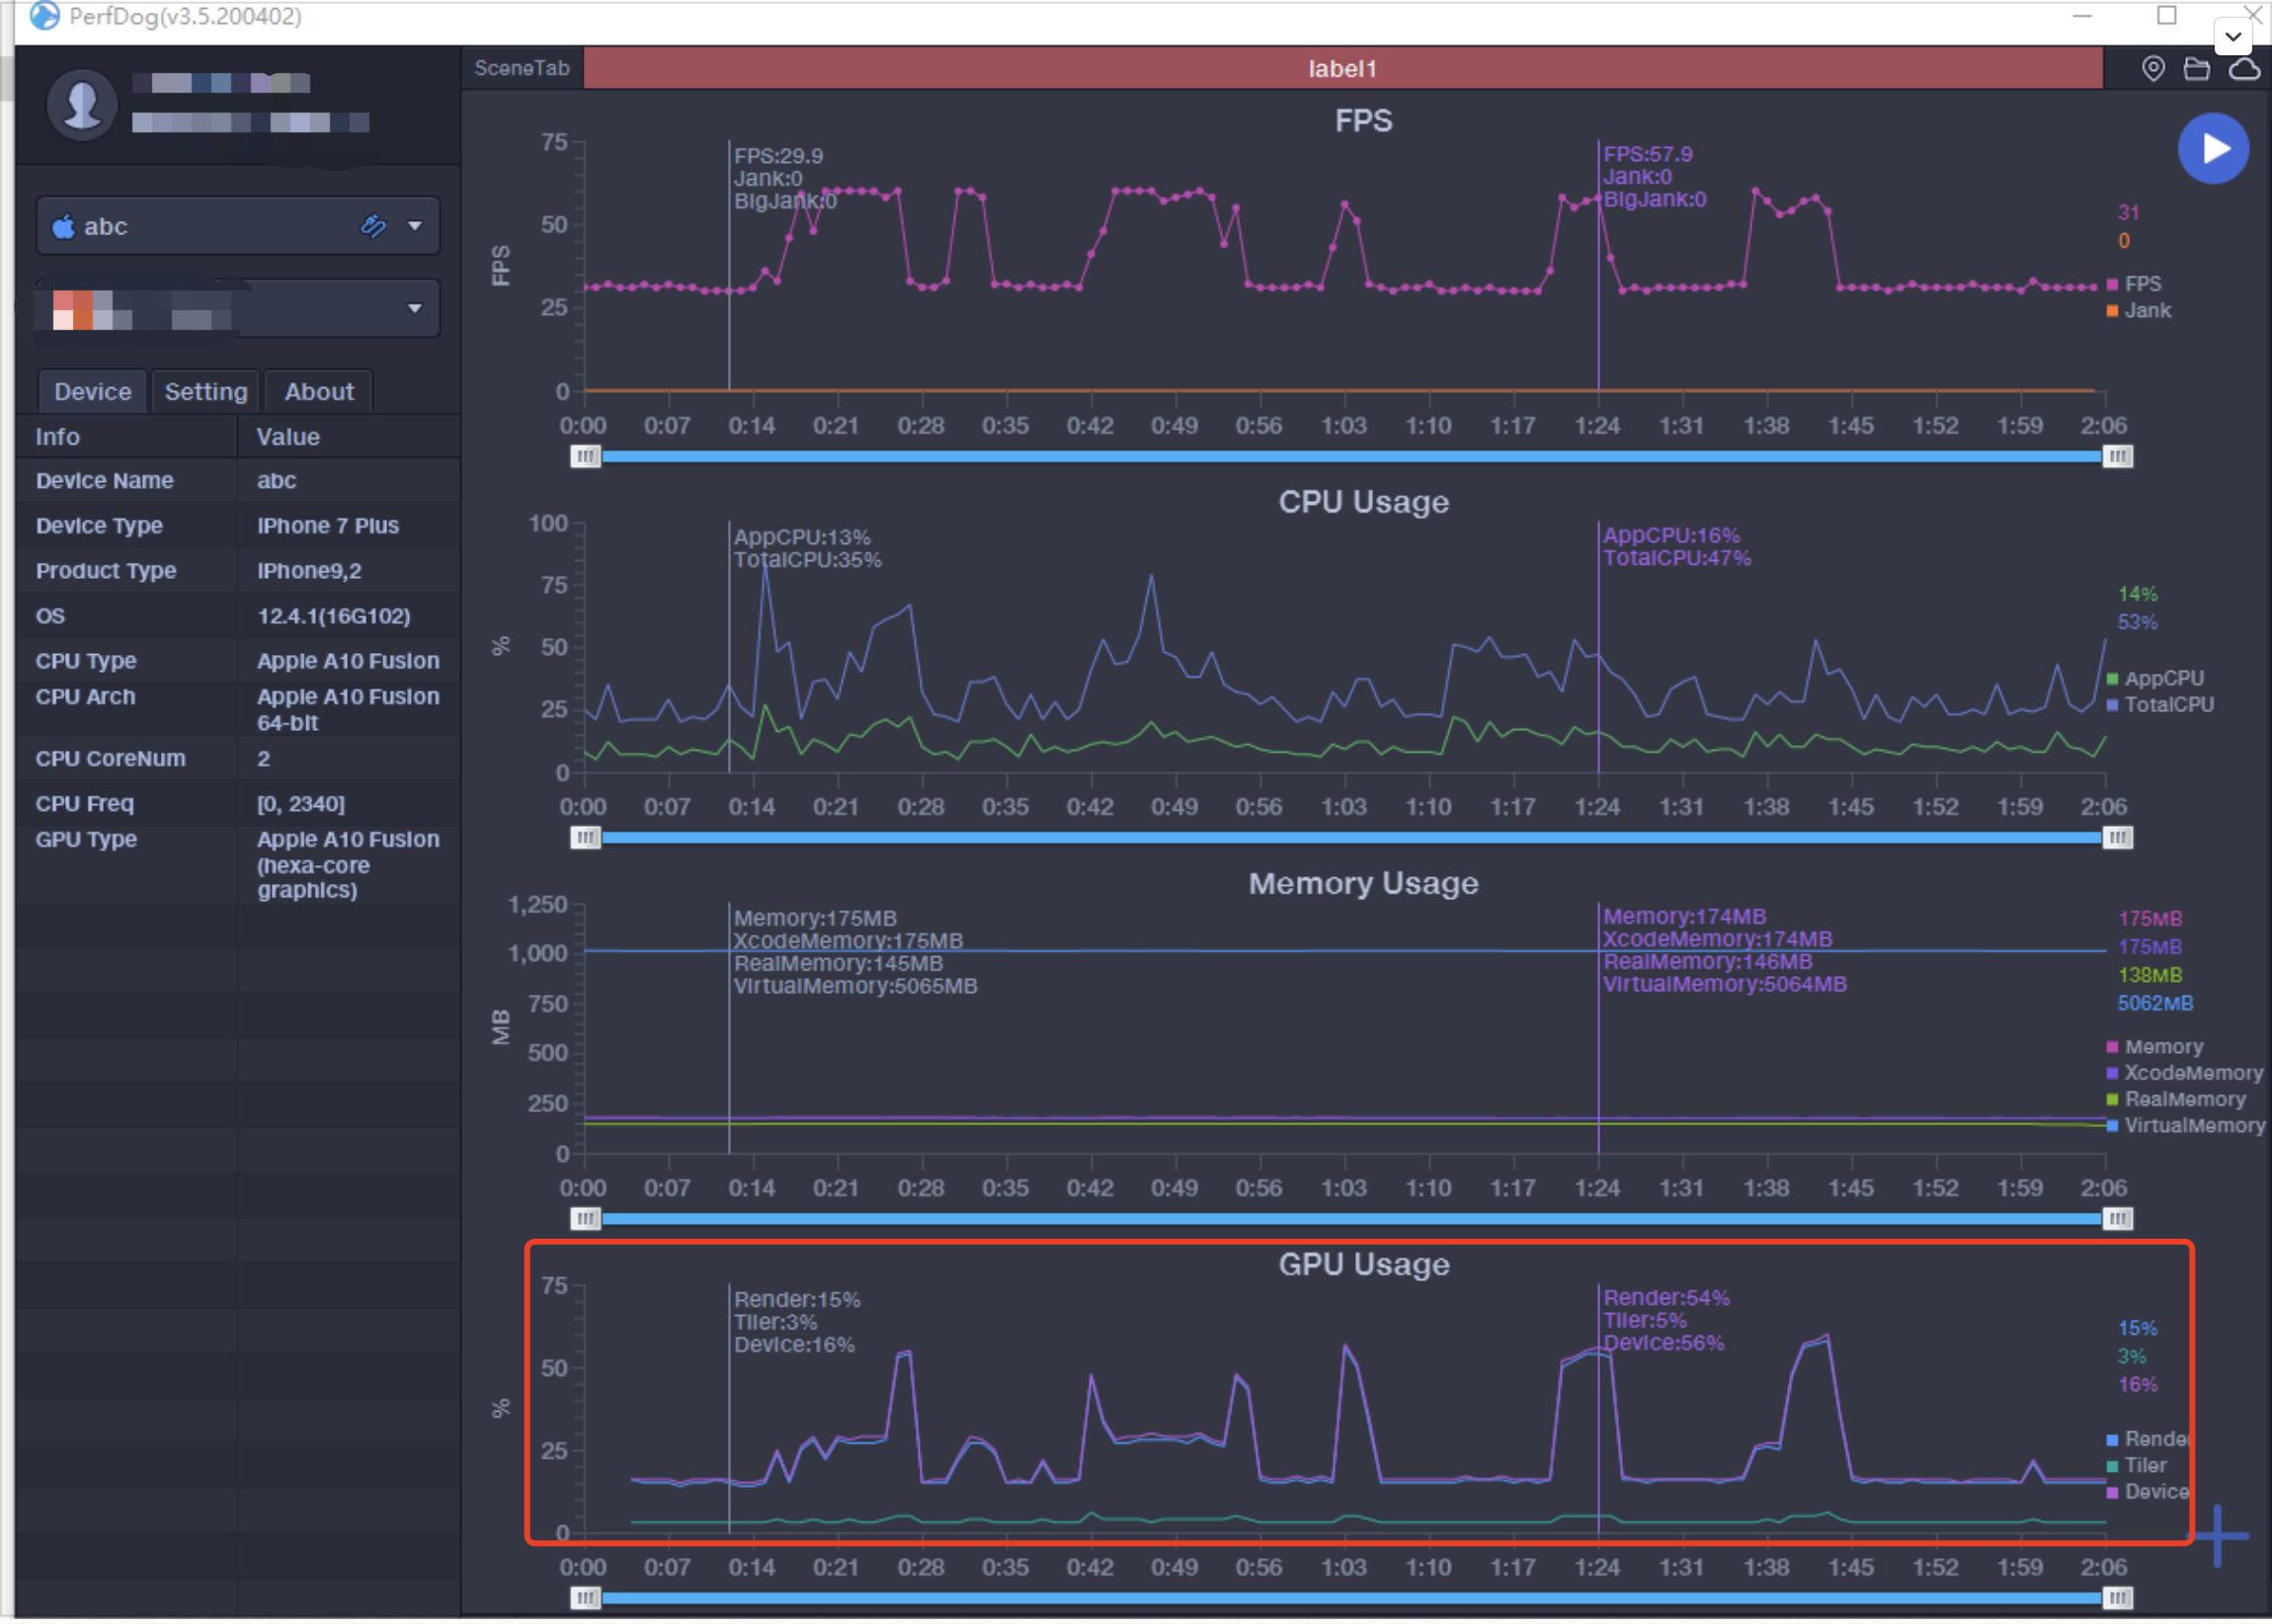 PerfDog(v3.5.200402)
SceneTab
label1
abc
Device
Setting
About
Info
Value
Device Name
abc
Device Type
iPhone 7 Plus
Product Type
iPhone9,2
OS
12.4.1(16G102)
CPU Type
Apple A10 Fusion
CPU Arch
Apple A10 Fusion
64-bit
CPU CoreNum
2
CPU Freq
[0, 2340]
GPU Type
Apple A10 Fusion
(hexa-core
graphics)
FPS
75
50
25
0
FPS
FPS:29.9
Jank:0
BigJank:0
FPS:57.9
Jank:0
BigJank:0
31
0
FPS
Jank
0:00 0:07 0:14 0:21 0:28 0:35 0:42 0:49 0:56 1:03 1:10 1:17 1:24 1:31 1:38 1:45 1:52 1:59 2:06
CPU Usage
100
75
50
25
0
%
AppCPU:13%
TotalCPU:35%
AppCPU:16%
TotalCPU:47%
14%
53%
AppCPU
TotalCPU
0:00 0:07 0:14 0:21 0:28 0:35 0:42 0:49 0:56 1:03 1:10 1:17 1:24 1:31 1:38 1:45 1:52 1:59 2:06
Memory Usage
1,250
1,000
750
500
250
0
MB
Memory:175MB
XcodeMemory:175MB
RealMemory:145MB
VirtualMemory:5065MB
Memory:174MB
XcodeMemory:174MB
RealMemory:146MB
VirtualMemory:5064MB
175MB
175MB
138MB
5062MB
Memory
XcodeMemory
RealMemory
VirtualMemory
0:00 0:07 0:14 0:21 0:28 0:35 0:42 0:49 0:56 1:03 1:10 1:17 1:24 1:31 1:38 1:45 1:52 1:59 2:06
GPU Usage
75
50
25
0
%
Render:15%
Tiler:3%
Device:16%
Render:54%
Tiler:5%
Device:56%
15%
3%
16%
Render
Tiler
Device
0:00 0:07 0:14 0:21 0:28 0:35 0:42 0:49 0:56 1:03 1:10 1:17 1:24 1:31 1:38 1:45 1:52 1:59 2:06